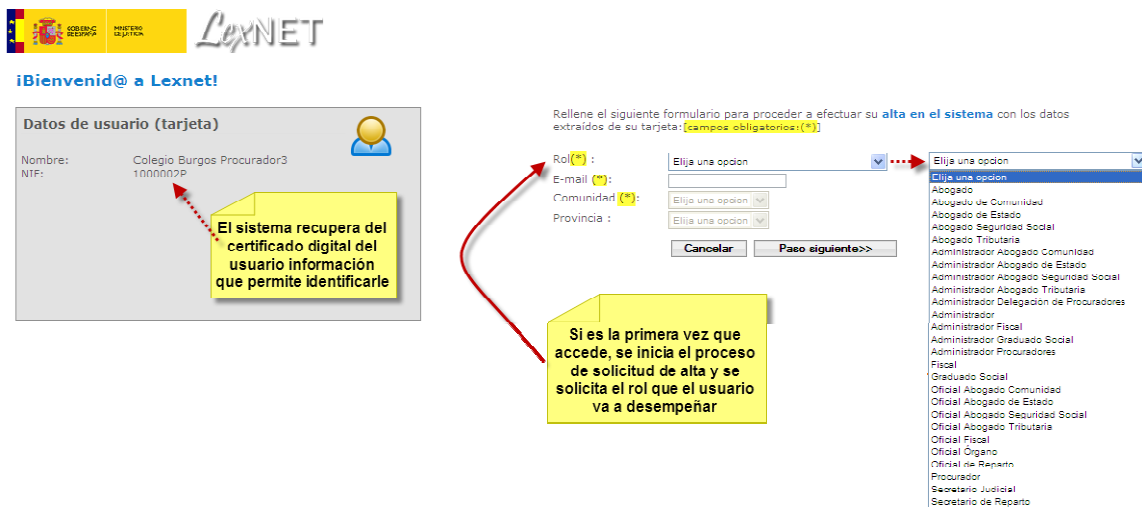 GOBIERNO DE ESPAÑA
MINISTERIO DE JUSTICIA
LexNET
¡Bienvenid@ a Lexnet!
Datos de usuario (tarjeta)
Nombre: Colegio Burgos Procurador3
NIF: 1000002P
El sistema recupera del
certificado digital del
usuario información
que permite identificarle
Rellene el siguiente formulario para proceder a efectuar su alta en el sistema con los datos
extraídos de su tarjeta:[campos obligatorios:(*)]
Rol(*) : Elija una opcion
E-mail (*):
Comunidad (*): Elija una opcion
Provincia : Elija una opcion
Cancelar Paso siguiente>>
Si es la primera vez que
accede, se inicia el proceso
de solicitud de alta y se
solicita el rol que el usuario
va a desempeñar
Elija una opcion
Elija una opcion
Abogado
Abogado de Comunidad
Abogado de Estado
Abogado Seguridad Social
Abogado Tributaria
Administrador Abogado Comunidad
Administrador Abogado de Estado
Administrador Abogado Seguridad Social
Administrador Abogado Tributaria
Administrador Delegación de Procuradores
Administrador
Administrador Fiscal
Administrador Graduado Social
Administrador Procuradores
Fiscal
Graduado Social
Oficial Abogado Comunidad
Oficial Abogado de Estado
Oficial Abogado Seguridad Social
Oficial Abogado Tributaria
Oficial Fiscal
Oficial Órgano
Oficial de Reparto
Procurador
Secretario Judicial
Secretario de Reparto